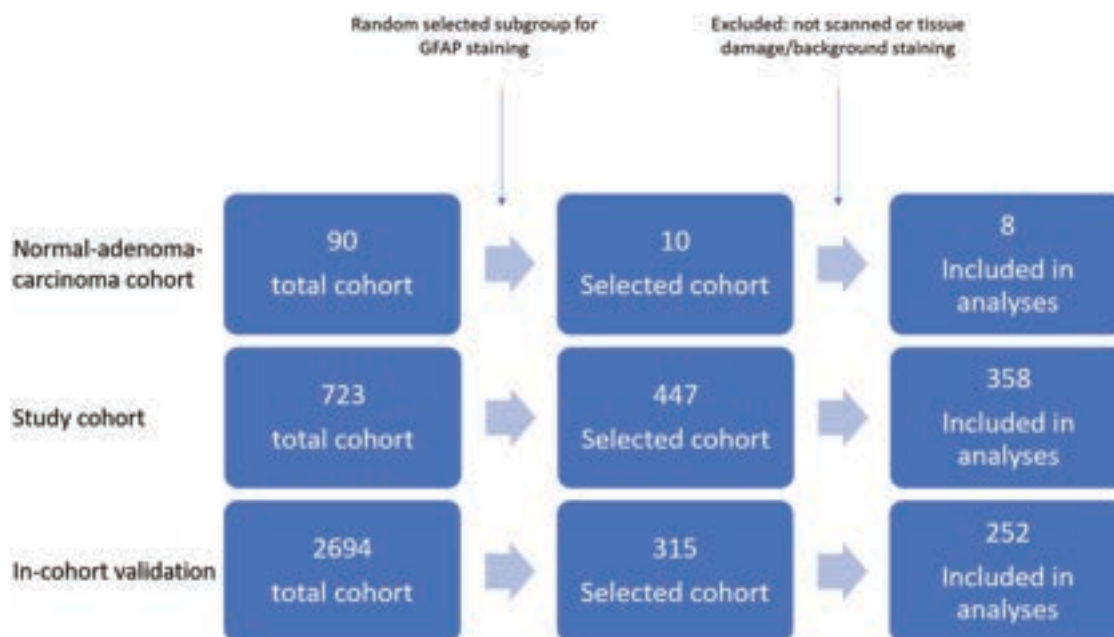 Random selected subgroup for
GFAP staining
Excluded: not scanned or tissue
damage/background staining
Normal-adenoma-
carcinoma cohort
90
total cohort
10
Selected cohort
8
Included in
analyses
Study cohort
723
total cohort
447
Selected cohort
358
Included in
analyses
In-cohort validation
2694
total cohort
315
Selected cohort
252
Included in
analyses